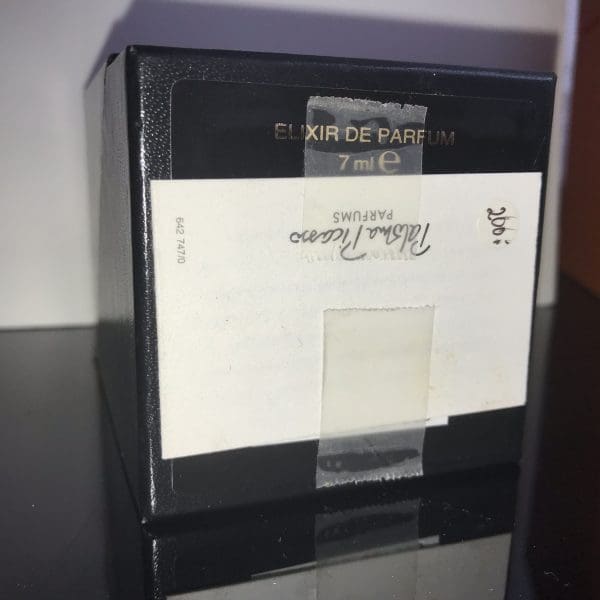 ELIXIR DE PARFUM
7 ml e
642 747/0
Paloma Picasso
PARFUMS